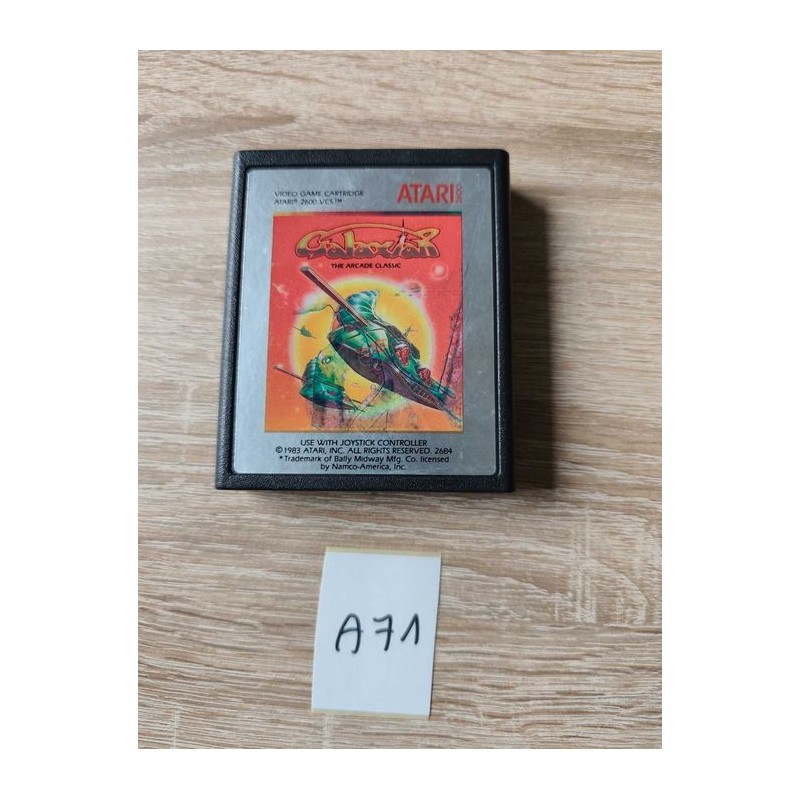 VIDEO GAME CARTRIDGE
ATARI® 2600 VCS™
ATARI 2600
Galaxian
THE ARCADE CLASSIC
USE WITH JOYSTICK CONTROLLER
©1983 ATARI, INC. ALL RIGHTS RESERVED. 2684
*Trademark of Bally Midway Mfg. Co. licensed
by Namco-America, Inc.
A71